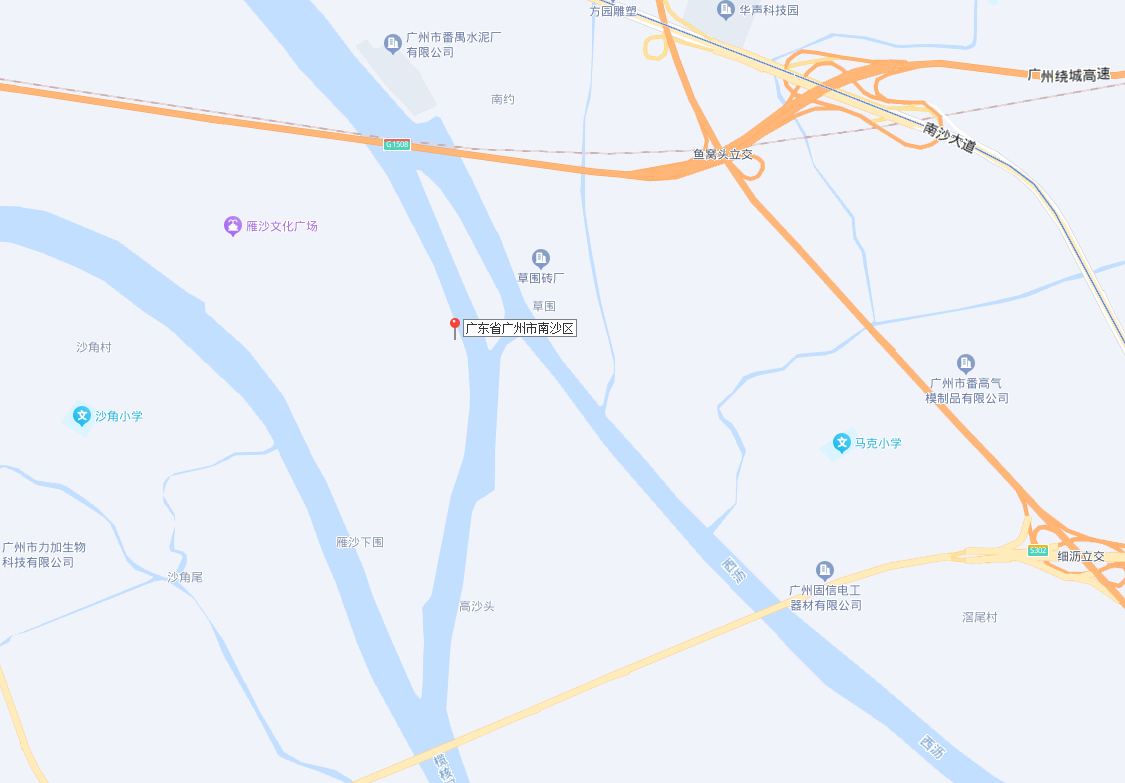 方园雕塑
华声科技园
广州市番禺水泥厂
有限公司
广州绕城高速
南约
南沙大道
G1508
鱼窝头立交
雁沙文化广场
草围砖厂
草围
广东省广州市南沙区
沙角村
广州市番高气
模制品有限公司
沙角小学
马克小学
广州市力加生物
科技有限公司
雁沙下围
S302
细沥立交
西沥
沙角尾
广州固信电工
器材有限公司
高沙头
滘尾村
西沥
榄核